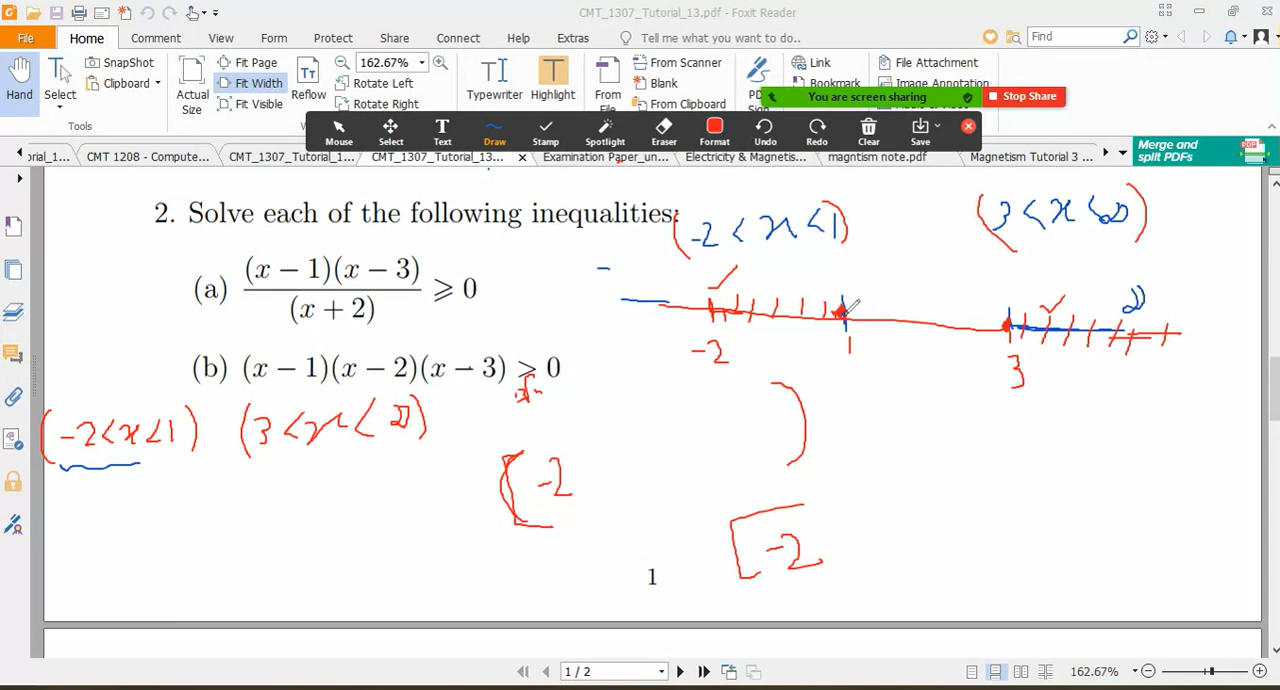 CMT_1307_Tutorial_13.pdf - Foxit Reader
File Home Comment View Form Protect Share Connect Help Extras Tell me what you want to do... Find
Hand Select SnapShot Clipboard Actual Size Fit Page Fit Width Fit Visible Reflow 162.67% Rotate Left Rotate Right Typewriter Highlight From File From Scanner Blank From Clipboard Link Bookmark File Attachment Image Annotation
Tools
You are screen sharing Stop Share
Mouse Select Text Draw Stamp Spotlight Eraser Format Undo Redo Clear Save
orial_1... CMT 1208 - Compute... CMT_1307_Tutorial_1... CMT_1307_Tutorial_13... Examination Paper_un... Electricity & Magnetis... magntism note.pdf Magnetism Tutorial 3 ... Merge and split PDFs
2. Solve each of the following inequalities:
(-2 < x < 1) (3 < x < ∞)
(a) (x − 1)(x − 3) / (x + 2) ⩾ 0
-2 1 3 ∞
(b) (x − 1)(x − 2)(x − 3) ⩾ 0
(-2 < x < 1) (3 < x < ∞)
[-2 )
[-2
1
1 / 2 162.67%